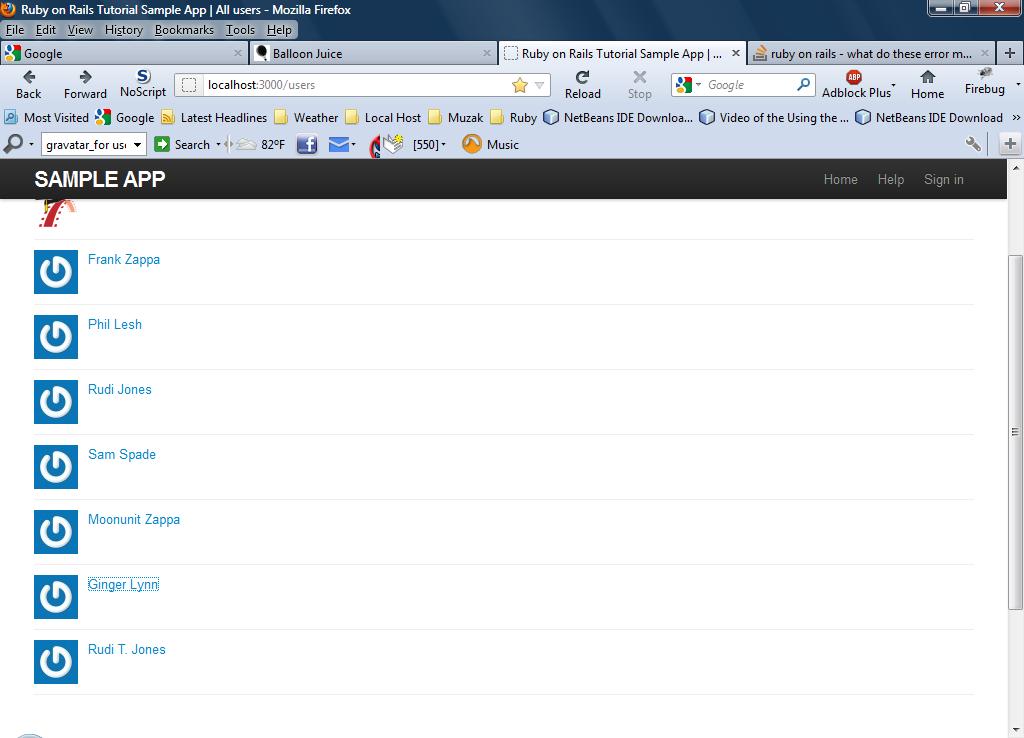 Ruby on Rails Tutorial Sample App | All users - Mozilla Firefox
File Edit View History Bookmarks Tools Help
Google Balloon Juice Ruby on Rails Tutorial Sample App | ... ruby on rails - what do these error m...
Back Forward NoScript localhost:3000/users Reload Stop Google ABP Adblock Plus Home Firebug
Most Visited Google Latest Headlines Weather Local Host Muzak Ruby NetBeans IDE Downloa... Video of the Using the ... NetBeans IDE Download »
gravatar_for use Search 82ºF [550] Music
SAMPLE APP Home Help Sign in
Frank Zappa
Phil Lesh
Rudi Jones
Sam Spade
Moonunit Zappa
Ginger Lynn
Rudi T. Jones